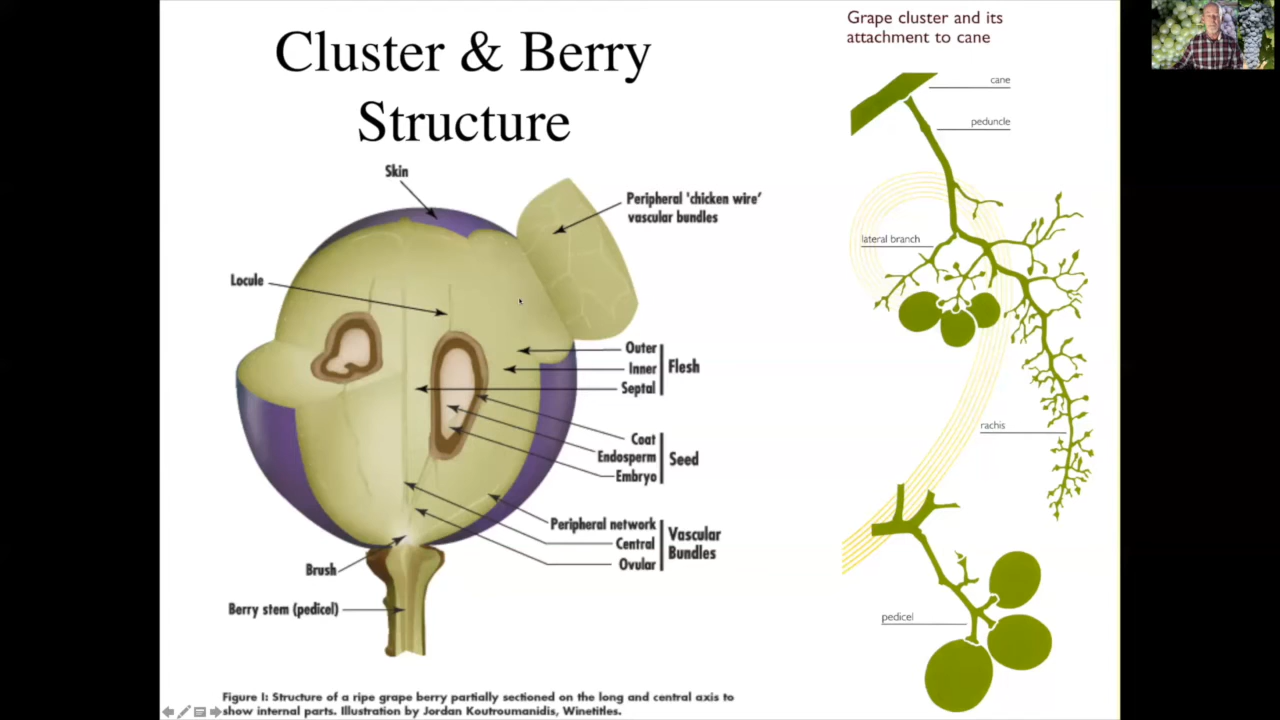 Cluster & Berry
Structure
Skin
Peripheral 'chicken wire'
vascular bundles
Locule
Outer
Inner
Septal
Flesh
Coat
Endosperm
Embryo
Seed
Peripheral network
Central
Ovular
Vascular
Bundles
Brush
Berry stem (pedicel)
Figure I: Structure of a ripe grape berry partially sectioned on the long and central axis to
show internal parts. Illustration by Jordan Koutroumanidis, Winetitles.
Grape cluster and its
attachment to cane
cane
peduncle
lateral branch
rachis
pedicel